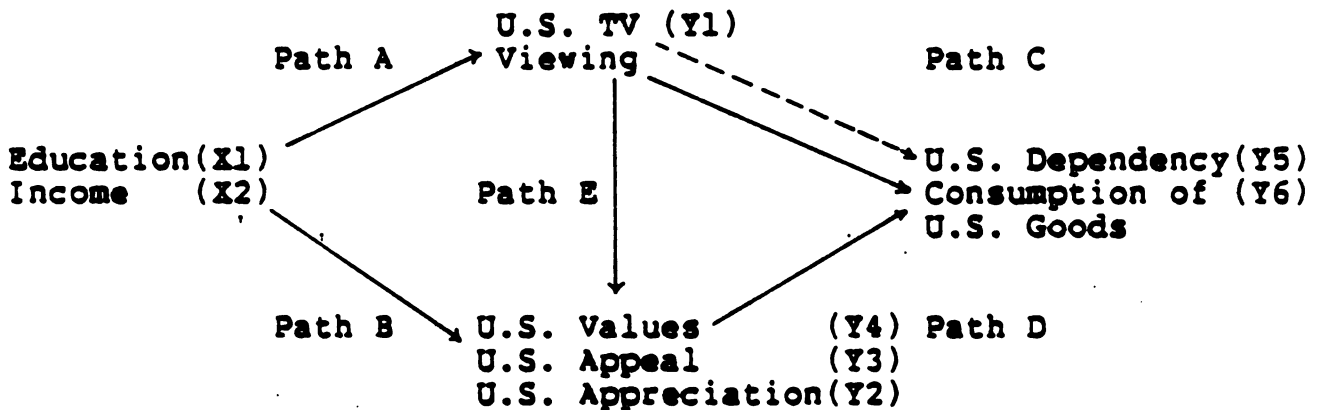 U.S. TV (Y1)
Path A Viewing Path C
Education(X1) U.S. Dependency(Y5)
Income (X2) Path E Consumption of (Y6)
U.S. Goods
Path B U.S. Values (Y4) Path D
U.S. Appeal (Y3)
U.S. Appreciation(Y2)